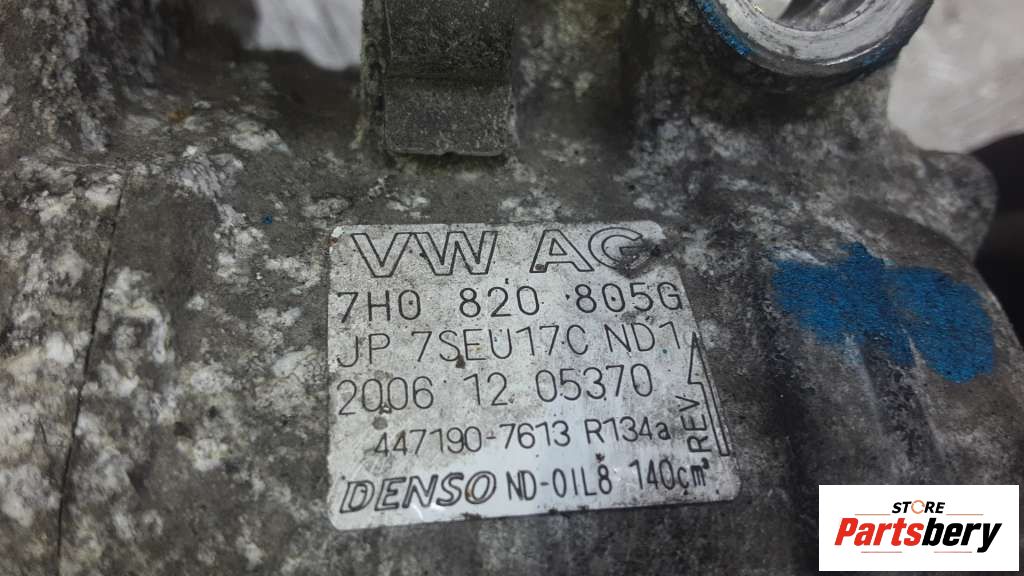 VW AG
7H0 820 805G
JP 7SEU17C ND1
2006 12 05370
447190-7613 R134a
REV
DENSO ND-OIL8 140cm³
STORE
Partsbery